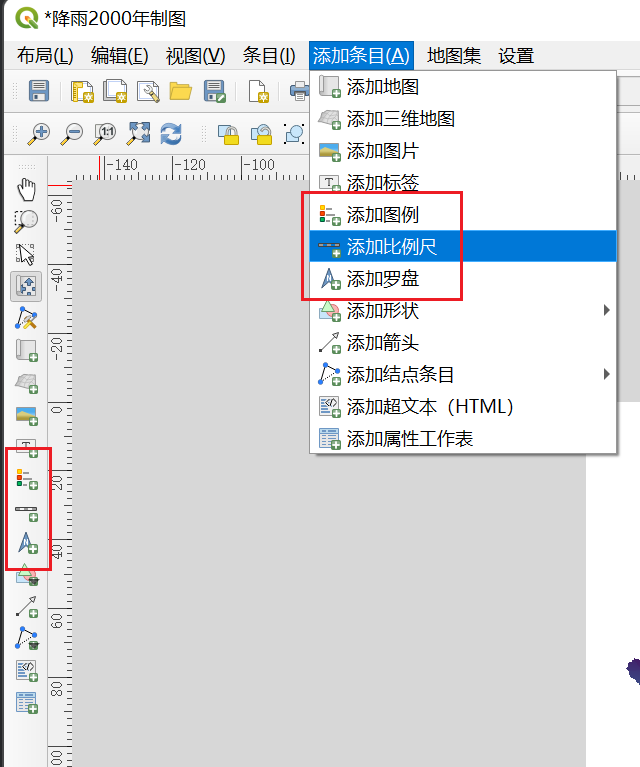 *降雨2000年制图
布局(L) 编辑(E) 视图(V) 条目(I) 添加条目(A) 地图集 设置
添加地图
添加三维地图
添加图片
添加标签
添加图例
添加比例尺
添加罗盘
添加形状
添加箭头
添加结点条目
添加超文本（HTML）
添加属性工作表
1:1
-140 -120 -100
-60
-40
-20
0
20
40
60
80